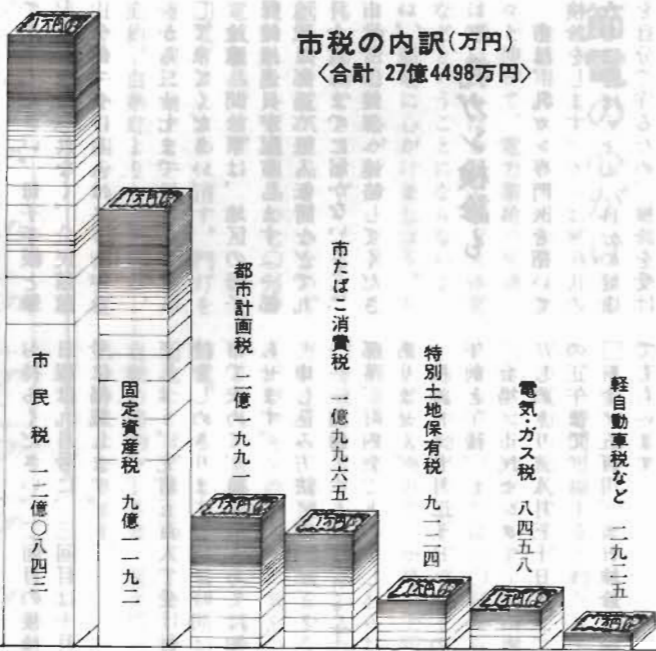 市税の内訳(万円)
〈合計 27億4498万円〉
市民税 一二億〇八四三
固定資産税 九億一一九二
都市計画税 二億一九九一
市たばこ消費税 一億九九六五
特別土地保有税 九一二四
電気・ガス税 八四五八
軽自動車税など 二九二五